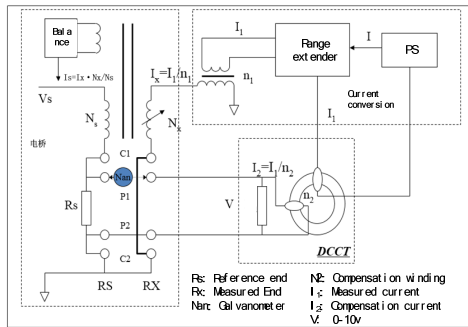 Bala
nce
Is=Ix · Nx/Ns
Vs
Ns
Nx
Ix=I1/n1
I1
n1
Range
extender
I
PS
Current
conversion
I1
电桥
C1
Nan
P1
Rs
P2
C2
RS
RX
I2=I1/n2
V
n2
DCCT
Rs: Reference end
Rx: Measured End
Nan: Galvanometer
N2: Compensation winding
I1: Measured current
I2: Compensation current
V: 0-10v